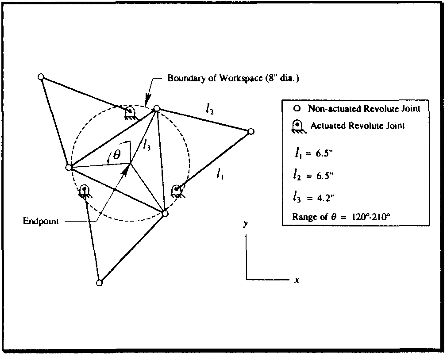 Boundary of Workspace (8" dia.)
l₂
Non-actuated Revolute Joint
Actuated Revolute Joint
θ
l₃
l₁ = 6.5"
l₁
l₂ = 6.5"
l₃ = 4.2"
Endpoint
Range of θ = 120°-210°
y
x